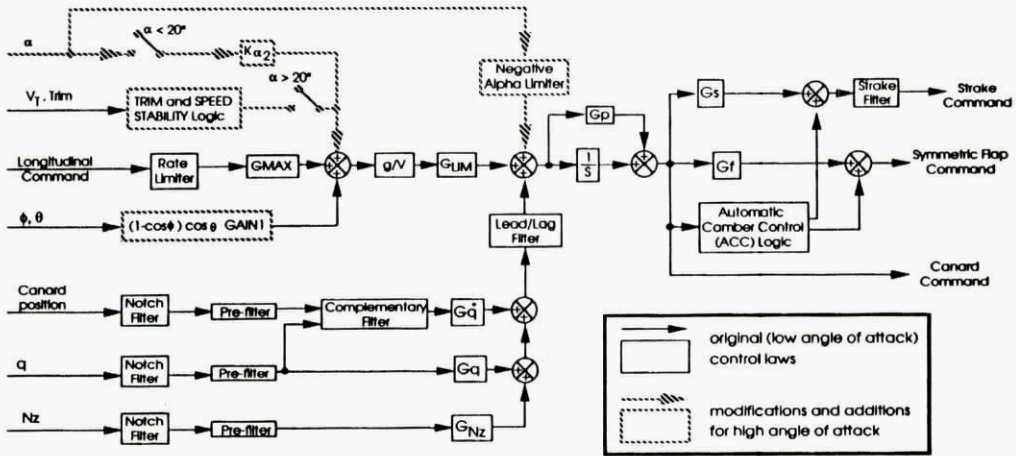 α
α < 20°
K α2
α > 20°
Negative
Alpha Limiter
VT , Trim
TRIM and SPEED
STABILITY Logic
Longitudinal
Command
Rate
Limiter
GMAX
g/V
GLIM
Gp
1
S
Gs
Strake
Filter
Strake
Command
Gf
Symmetric Flap
Command
Automatic
Camber Control
(ACC) Logic
Canard
Command
ϕ, θ
(1-cosϕ) cos θ GAIN1
Lead/Lag
Filter
Canard
position
Notch
Filter
Pre-filter
Complementary
Filter
Gq̇
q
Notch
Filter
Pre-filter
Gq
Nz
Notch
Filter
Pre-filter
GNz
original (low angle of attack)
control laws
modifications and additions
for high angle of attack